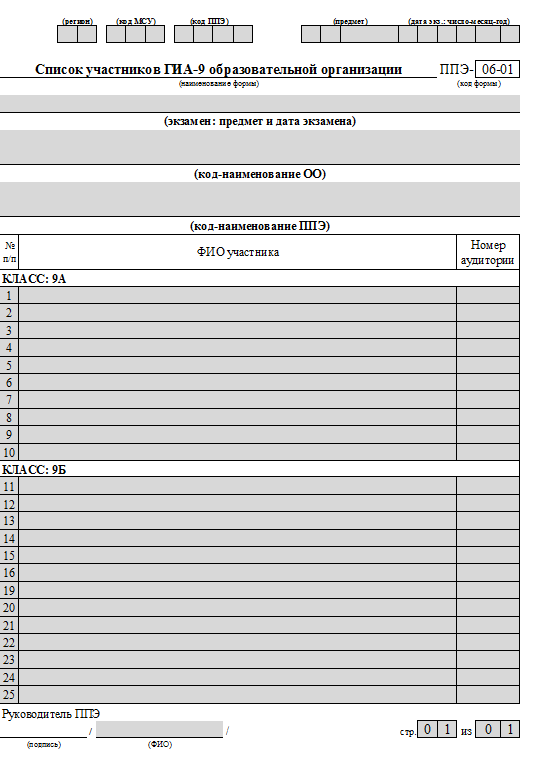 (регион) (код МСУ) (код ППЭ) (предмет) (дата экз.: число-месяц-год)
Список участников ГИА-9 образовательной организации ППЭ- 06-01
(наименование формы) (код формы)
(экзамен: предмет и дата экзамена)
(код-наименование ОО)
(код-наименование ППЭ)
№ п/п ФИО участника Номер аудитории
КЛАСС: 9А
1
2
3
4
5
6
7
8
9
10
КЛАСС: 9Б
11
12
13
14
15
16
19
20
21
22
23
24
25
Руководитель ППЭ
/ / стр. 0 1 из 0 1
(подпись) (ФИО)